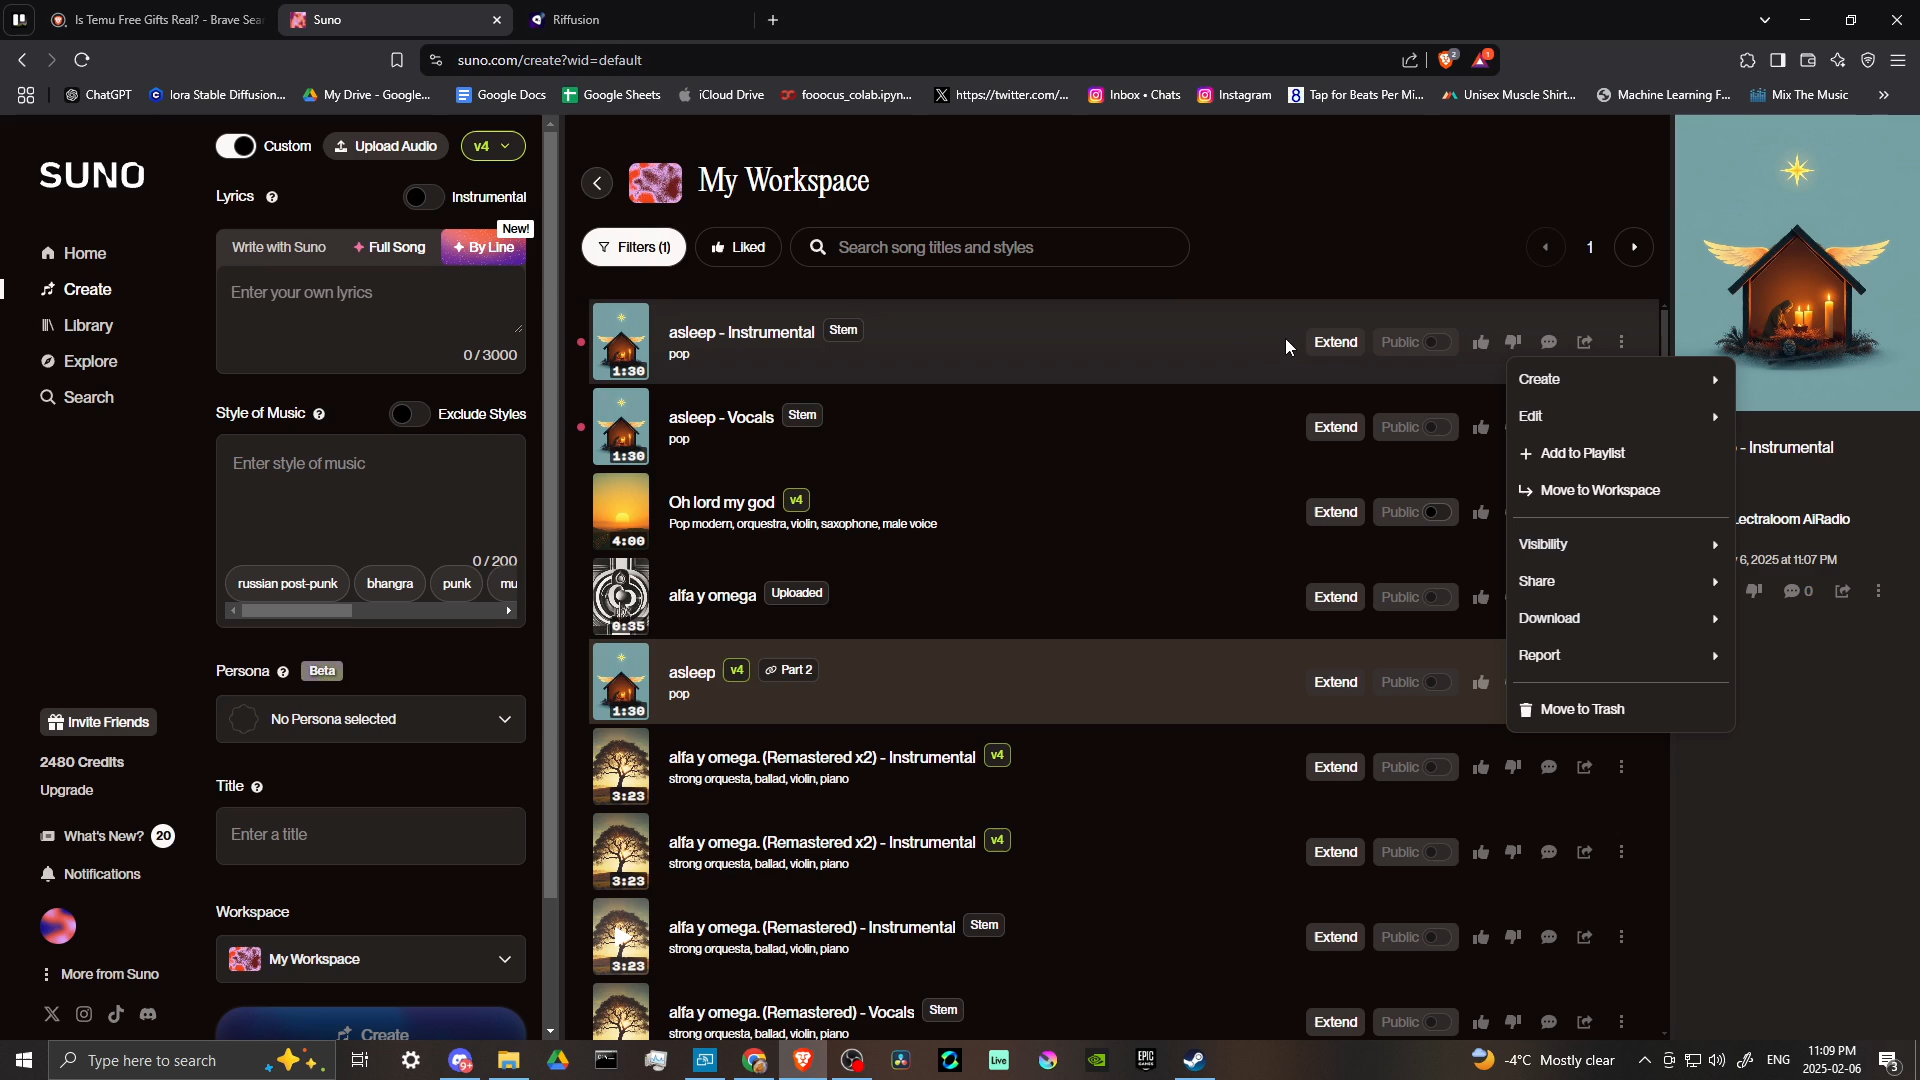 Is Temu Free Gifts Real? - Brave Sear
Suno
Riffusion
suno.com/create?wid=default
2
1
ChatGPT
lora Stable Diffusion...
My Drive - Google...
Google Docs
Google Sheets
iCloud Drive
fooocus_colab.ipyn...
https://twitter.com/...
Inbox • Chats
Instagram
8 Tap for Beats Per Mi...
Unisex Muscle Shirt...
Machine Learning F...
Mix The Music
SUNO
Home
Create
Library
Explore
Search
Invite Friends
2480 Credits
Upgrade
What's New? 20
Notifications
More from Suno
Custom
Upload Audio
v4
Lyrics
Instrumental
New!
Write with Suno
Full Song
By Line
Enter your own lyrics
0 / 3000
Style of Music
Exclude Styles
Enter style of music
0 / 200
russian post-punk
bhangra
punk
mu
Persona
Beta
No Persona selected
Title
Enter a title
Workspace
My Workspace
Create
My Workspace
Filters (1)
Liked
Search song titles and styles
1
asleep - Instrumental Stem
pop
1:30
Extend Public
asleep - Vocals Stem
pop
1:30
Extend Public
Oh lord my god v4
Pop modern, orquestra, violin, saxophone, male voice
4:00
Extend Public
alfa y omega Uploaded
0:35
Extend Public
asleep v4 Part 2
pop
1:30
Extend Public
alfa y omega. (Remastered x2) - Instrumental v4
strong orquesta, ballad, violin, piano
3:23
Extend Public
alfa y omega. (Remastered x2) - Instrumental v4
strong orquesta, ballad, violin, piano
3:23
Extend Public
alfa y omega. (Remastered) - Instrumental Stem
strong orquesta, ballad, violin, piano
3:23
Extend Public
alfa y omega. (Remastered) - Vocals Stem
strong orquesta, ballad, violin, piano
Extend Public
Create
Edit
Add to Playlist
Move to Workspace
Visibility
Share
Download
Report
Move to Trash
- Instrumental
Lectraloom AiRadio
6, 2025 at 11:07 PM
0
Type here to search
Live
EPIC GAMES
-4°C Mostly clear
ENG
11:09 PM
2025-02-06
3